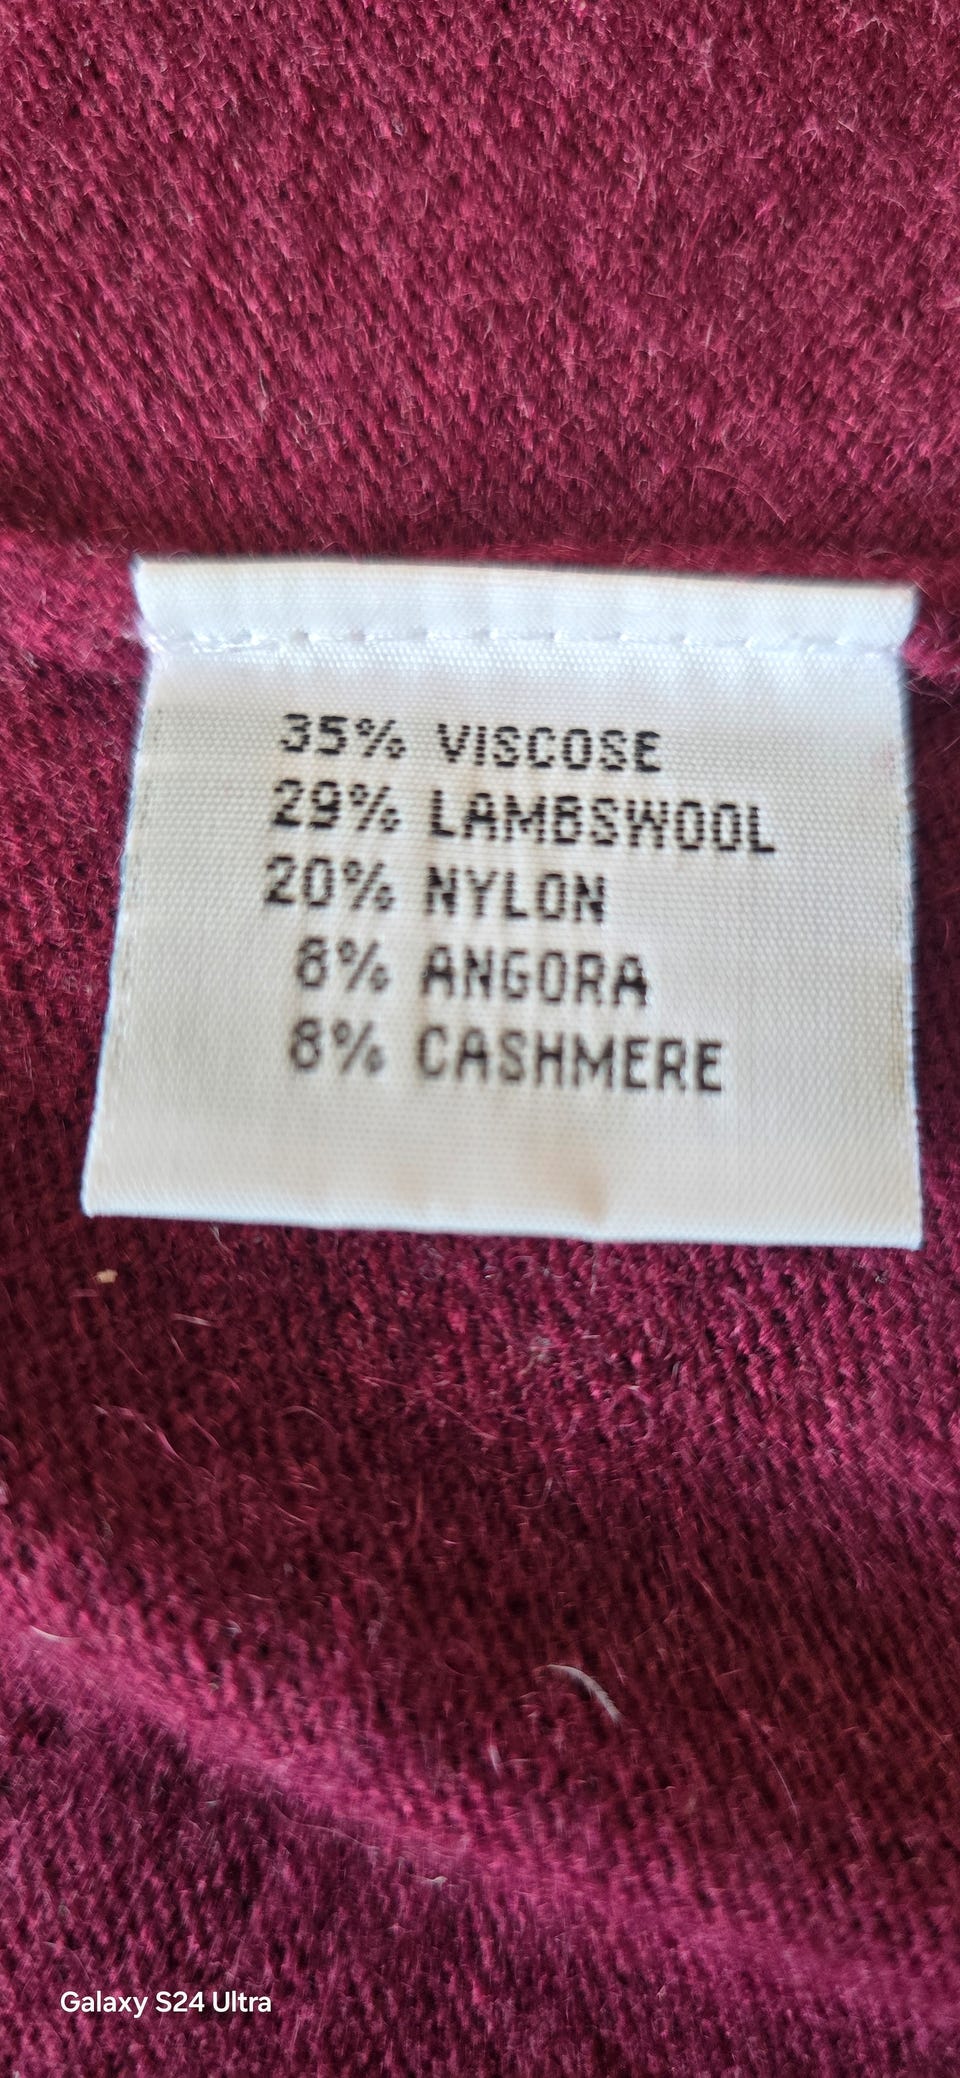 35% VISCOSE
29% LAMBSWOOL
20% NYLON
8% ANGORA
8% CASHMERE
Galaxy S24 Ultra